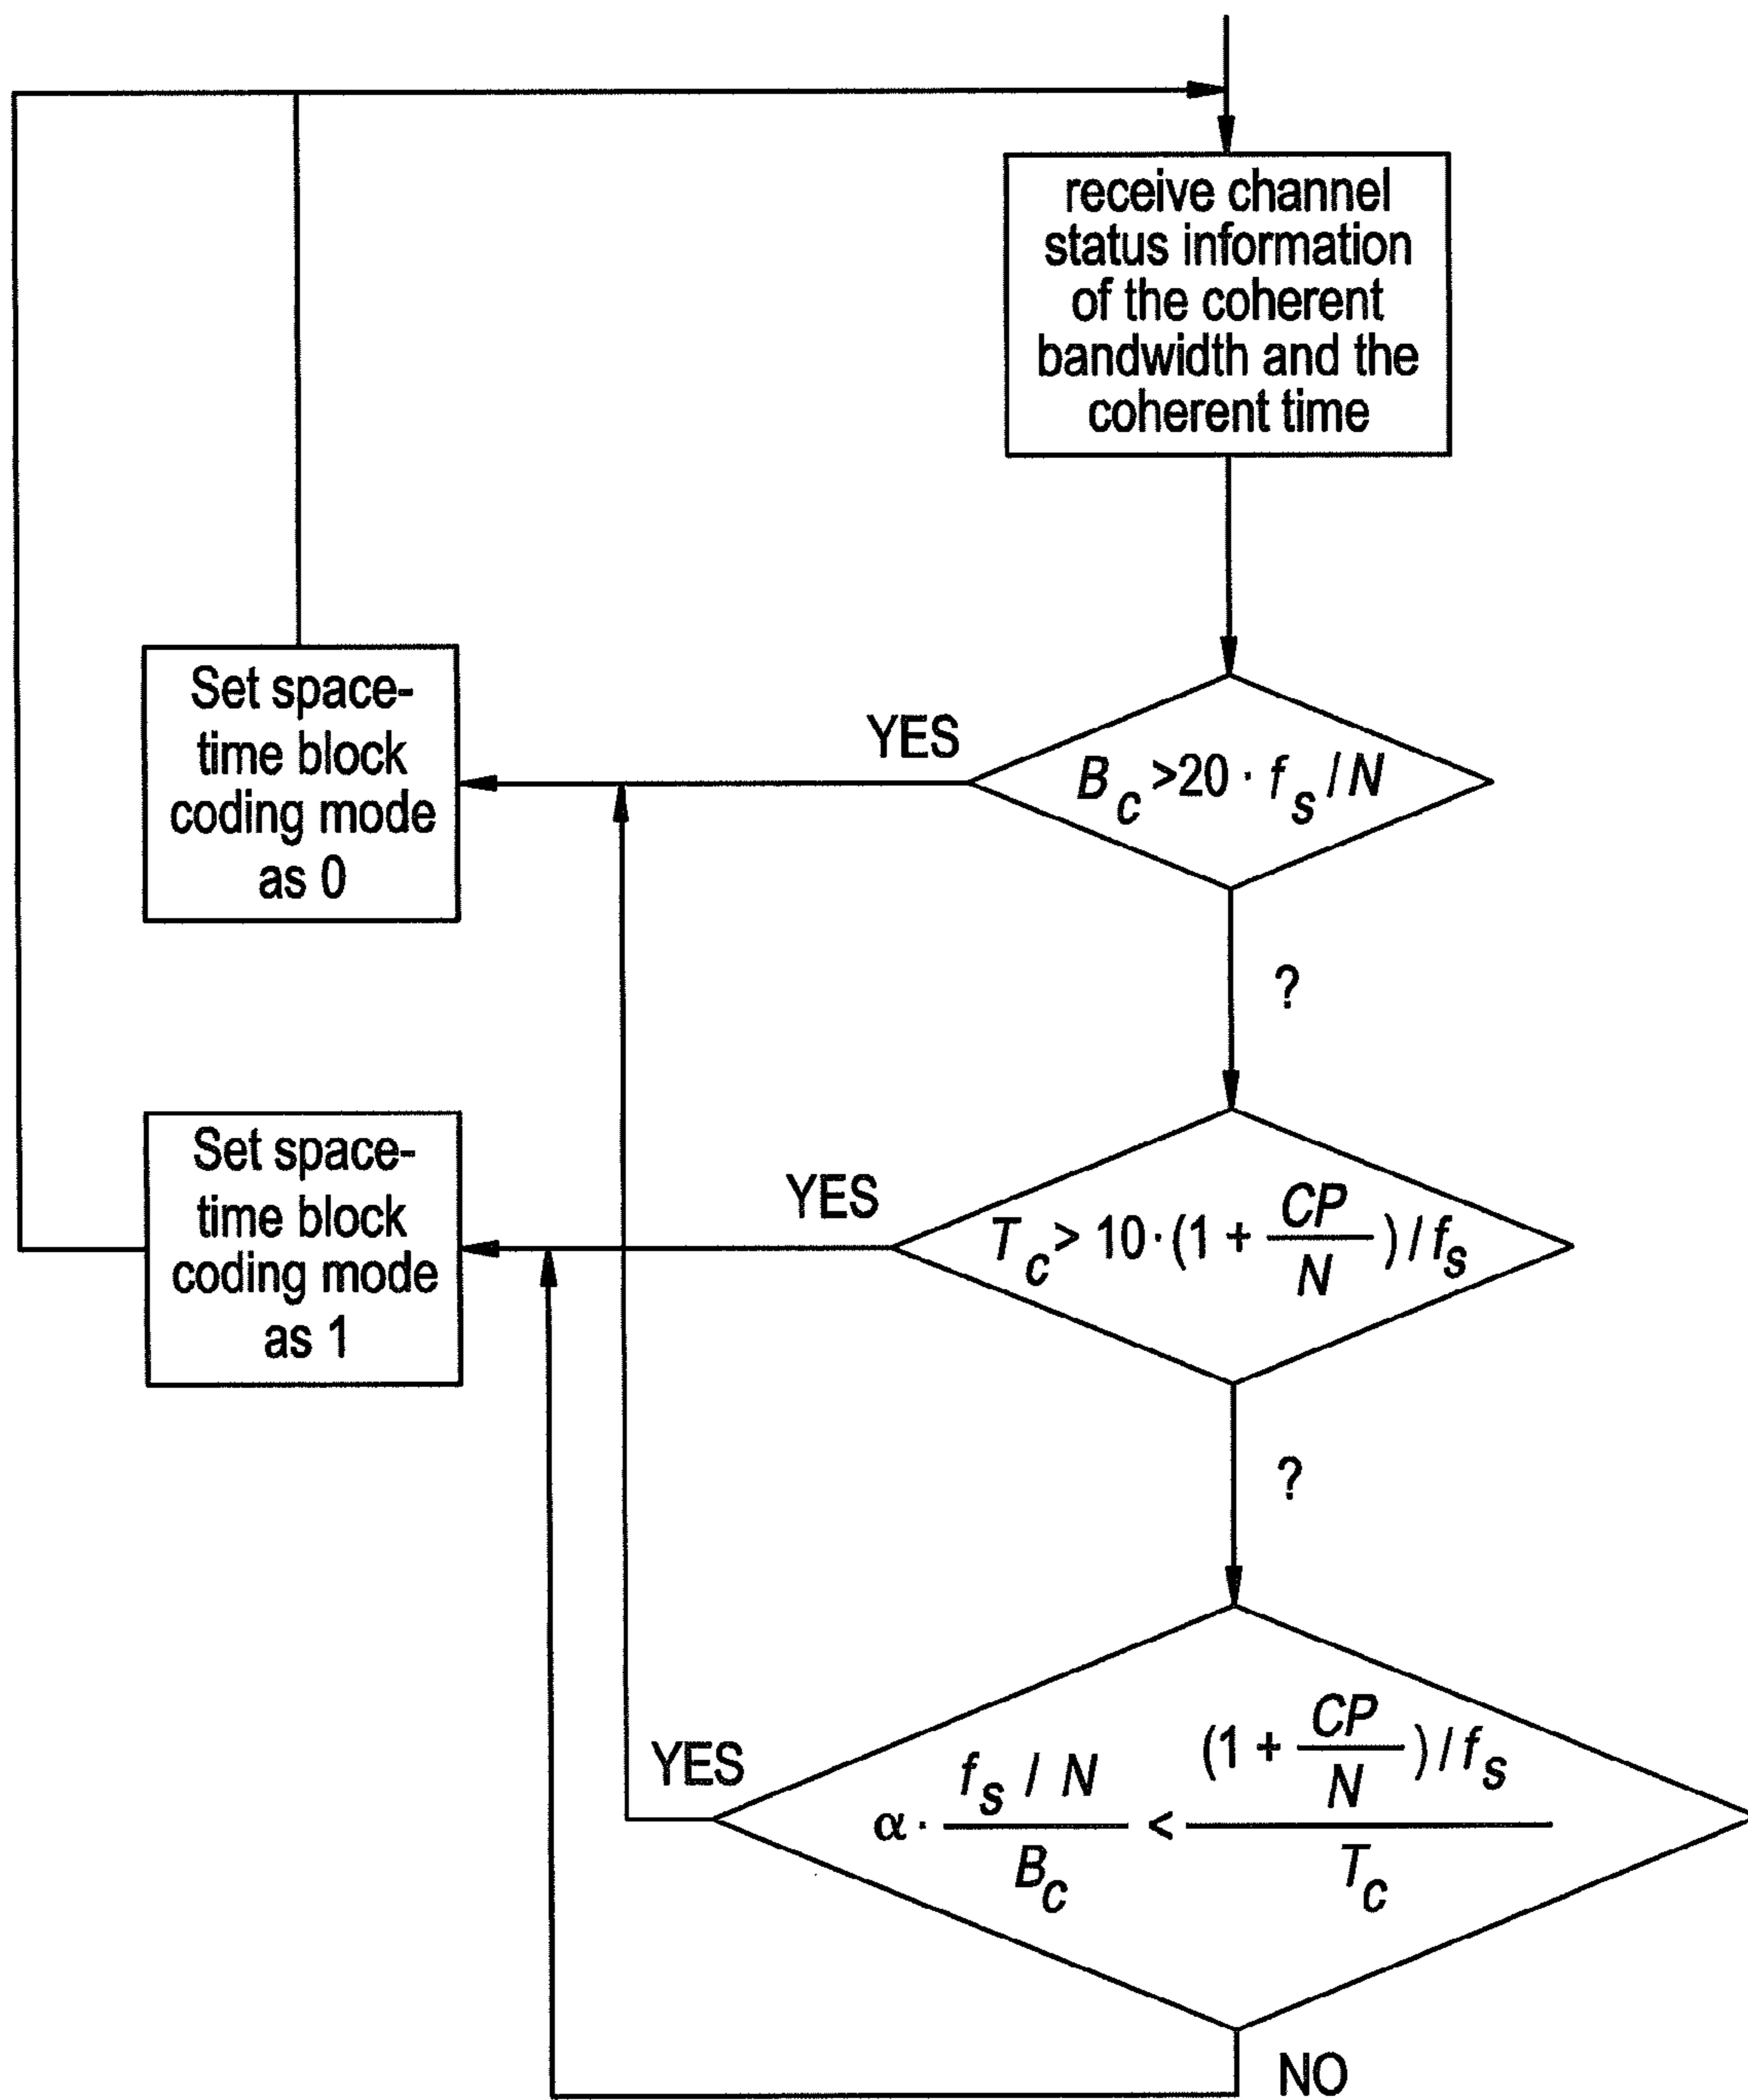 receive channel
status information
of the coherent
bandwidth and the
coherent time
YES
B_c >20 · f_s / N
Set space-
time block
coding mode
as 0
?
YES
T_c > 10 · (1 + CP/N) / f_s
Set space-
time block
coding mode
as 1
?
YES
α · (f_s / N)/B_c < ((1 + CP/N) / f_s)/T_c
NO